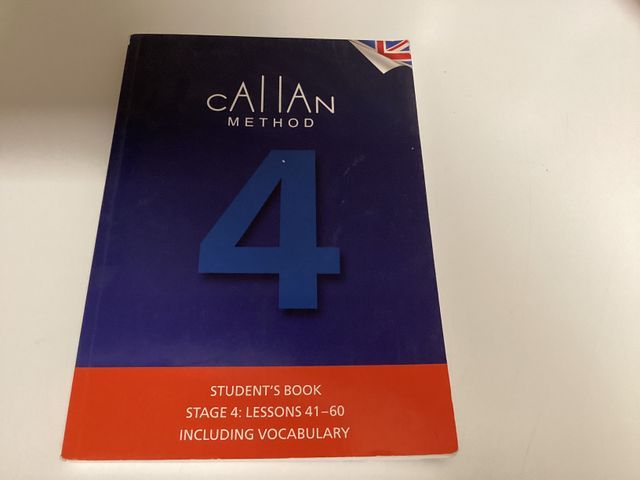 CAllAN
METHOD
4
STUDENT'S BOOK
STAGE 4: LESSONS 41–60
INCLUDING VOCABULARY